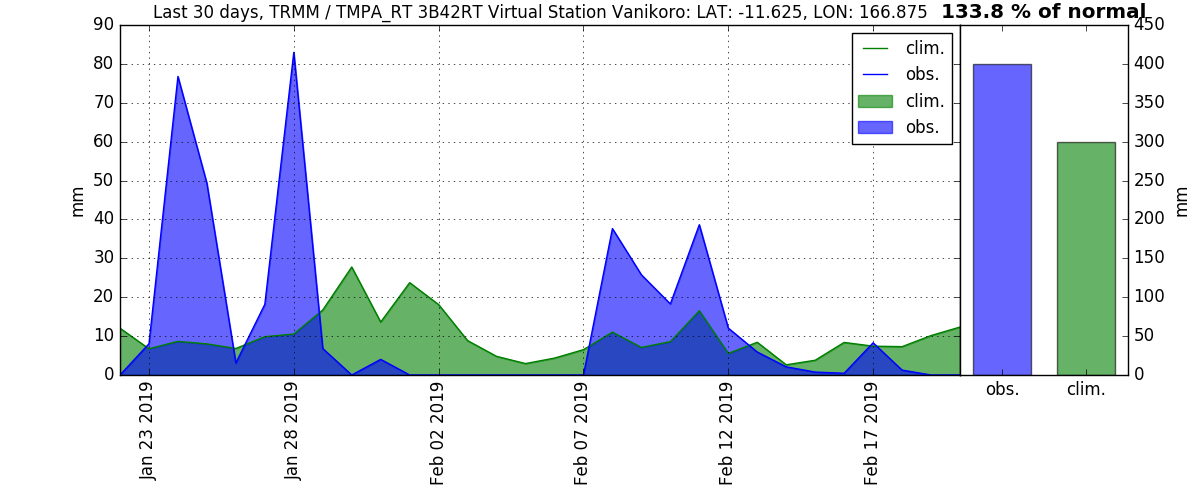 Last 30 days, TRMM / TMPA_RT 3B42RT Virtual Station Vanikoro: LAT: -11.625, LON: 166.875 133.8 % of normal
90
80
70
60
50
40
30
20
10
0
mm
clim.
obs.
clim.
obs.
450
400
350
300
250
200
150
100
50
0
mm
Jan 23 2019
Jan 28 2019
Feb 02 2019
Feb 07 2019
Feb 12 2019
Feb 17 2019
obs.
clim.